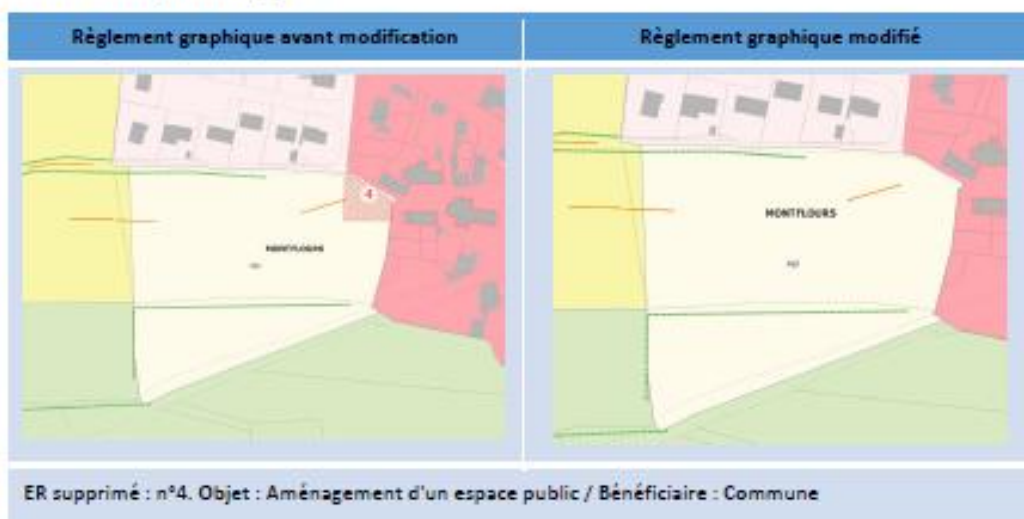 Règlement graphique avant modification
Règlement graphique modifié
4
MONTFLOURS
MONTFLOURS
ER supprimé : n°4. Objet : Aménagement d'un espace public / Bénéficiaire : Commune